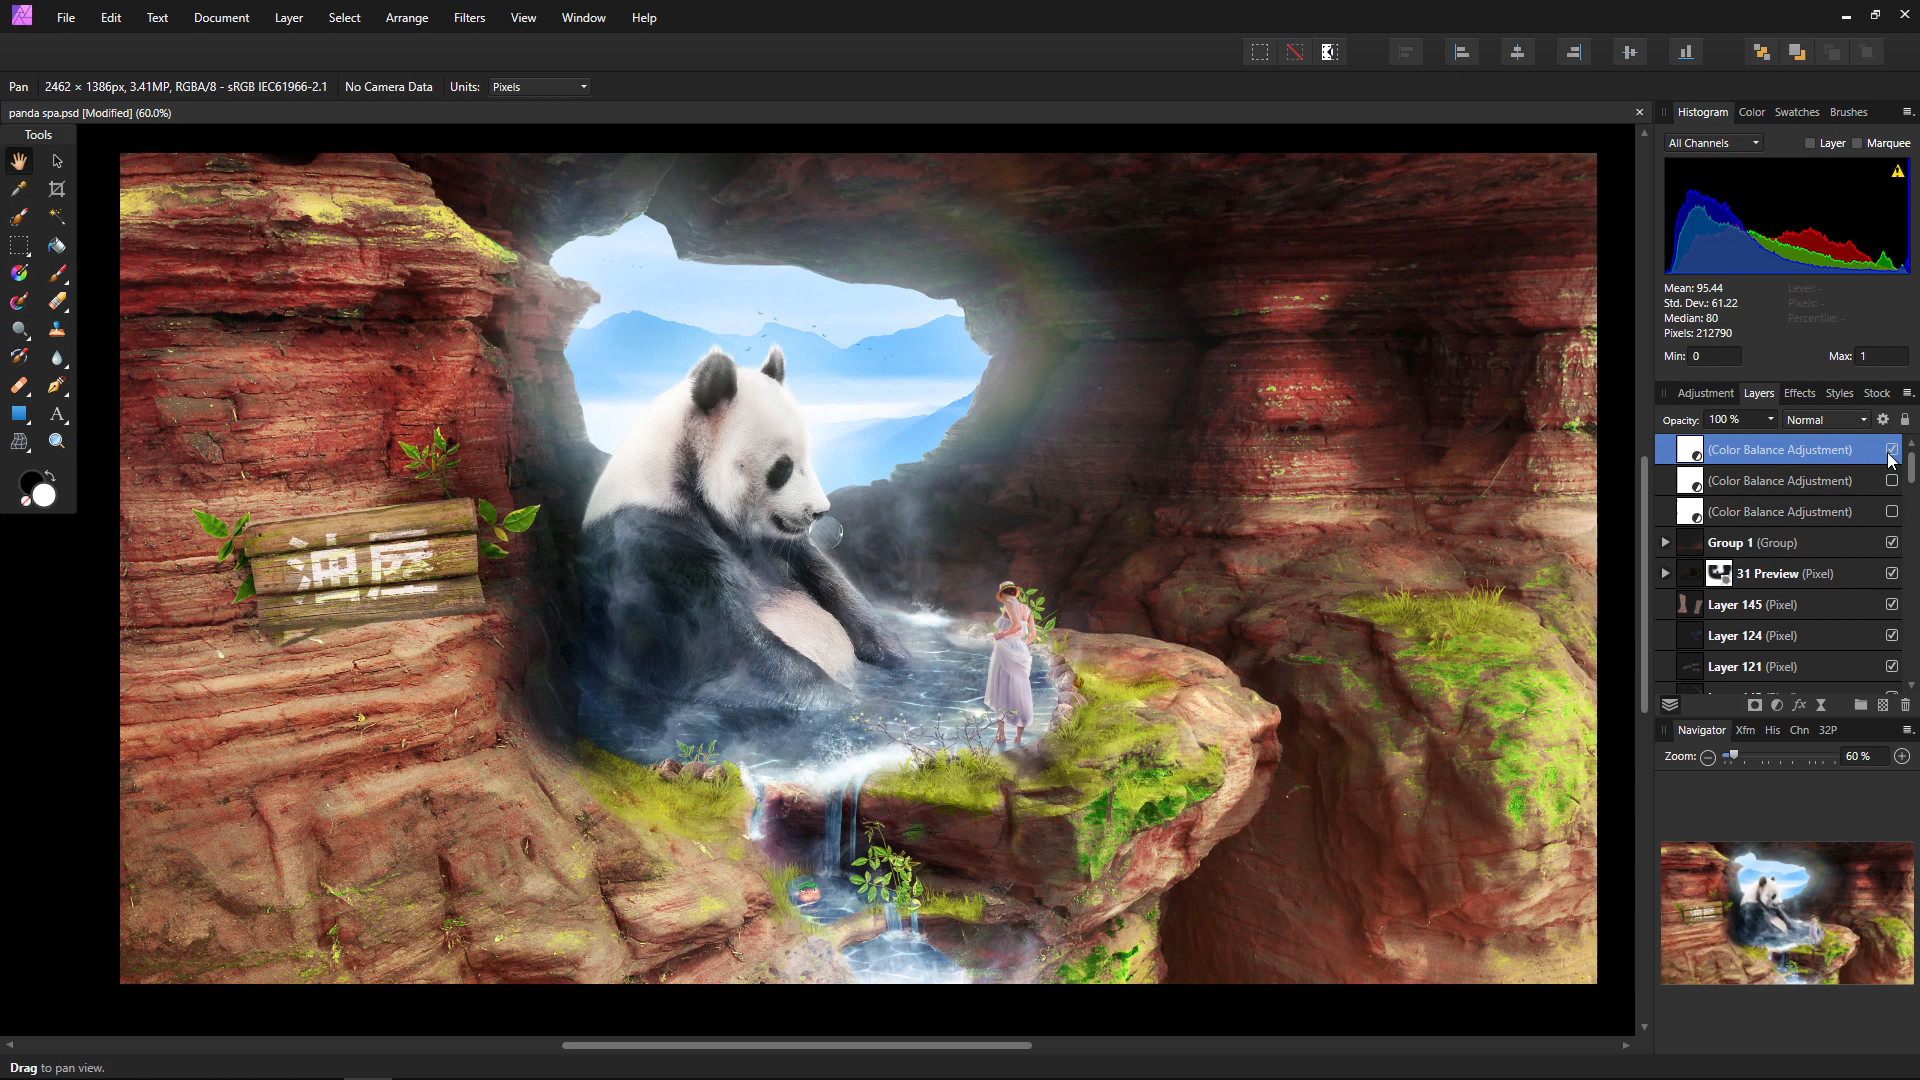 File Edit Text Document Layer Select Arrange Filters View Window Help
Pan 2462 × 1386px, 3.41MP, RGBA/8 - sRGB IEC61966-2.1 No Camera Data Units: Pixels
panda spa.psd [Modified] (60.0%)
Tools
Histogram Color Swatches Brushes
All Channels Layer Marquee
Mean: 95.44 Level: -
Std. Dev.: 61.22 Pixels: -
Median: 80 Percentile: -
Pixels: 212790
Min: 0 Max: 1
Adjustment Layers Effects Styles Stock
Opacity: 100 % Normal
(Color Balance Adjustment)
(Color Balance Adjustment)
(Color Balance Adjustment)
Group 1 (Group)
31 Preview (Pixel)
Layer 145 (Pixel)
Layer 124 (Pixel)
Layer 121 (Pixel)
fx
Navigator Xfm His Chn 32P
Zoom: 60 %
A
Drag to pan view.